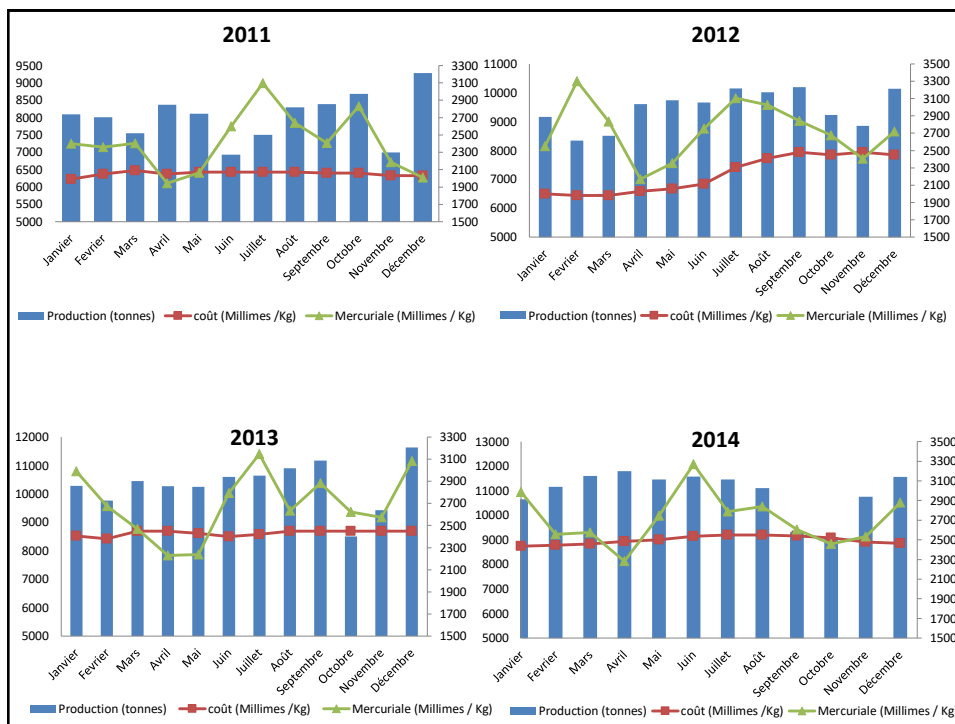 2011
9500
9000
8500
8000
7500
7000
6500
6000
5500
5000
3300
3100
2900
2700
2500
2300
2100
1900
1700
1500
Janvier
Fevrier
Mars
Avril
Mai
Juin
Juillet
Août
Septembre
Octobre
Novembre
Décembre
Production (tonnes) coût (Millimes /Kg) Mercuriale (Millimes / Kg)
2012
11000
10000
9000
8000
7000
6000
5000
3500
3300
3100
2900
2700
2500
2300
2100
1900
1700
1500
Janvier
Fevrier
Mars
Avril
Mai
Juin
Juillet
Août
Septembre
Octobre
Novembre
Décembre
Production (tonnes) coût (Millimes /Kg) Mercuriale (Millimes / Kg)
2013
12000
11000
10000
9000
8000
7000
6000
5000
3300
3100
2900
2700
2500
2300
2100
1900
1700
1500
Janvier
Fevrier
Mars
Avril
Mai
Juin
Juillet
Août
Septembre
Octobre
Novembre
Décembre
Production (tonnes) coût (Millimes /Kg) Mercuriale (Millimes / Kg)
2014
13000
12000
11000
10000
9000
8000
7000
6000
5000
3500
3300
3100
2900
2700
2500
2300
2100
1900
1700
1500
Janvier
Fevrier
Mars
Avril
Mai
Juin
Juillet
Août
Septembre
Octobre
Novembre
Décembre
Production (tonnes) coût (Millimes /Kg) Mercuriale (Millimes / Kg)